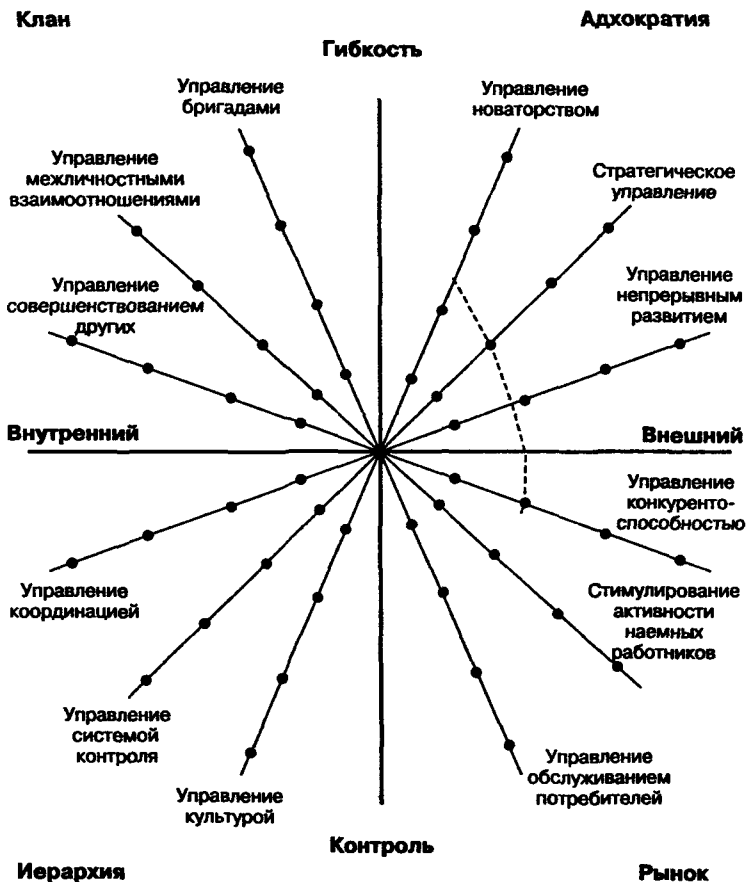 Клан
Адхократия
Гибкость
Управление
бригадами
Управление
новаторством
Управление
межличностными
взаимоотношениями
Стратегическое
управление
Управление
совершенствованием
других
Управление
непрерывным
развитием
Внутренний
Внешний
Управление
конкуренто-
способностью
Управление
координацией
Стимулирование
активности
наемных
работников
Управление
системой
контроля
Управление
культурой
Управление
обслуживанием
потребителей
Контроль
Иерархия
Рынок